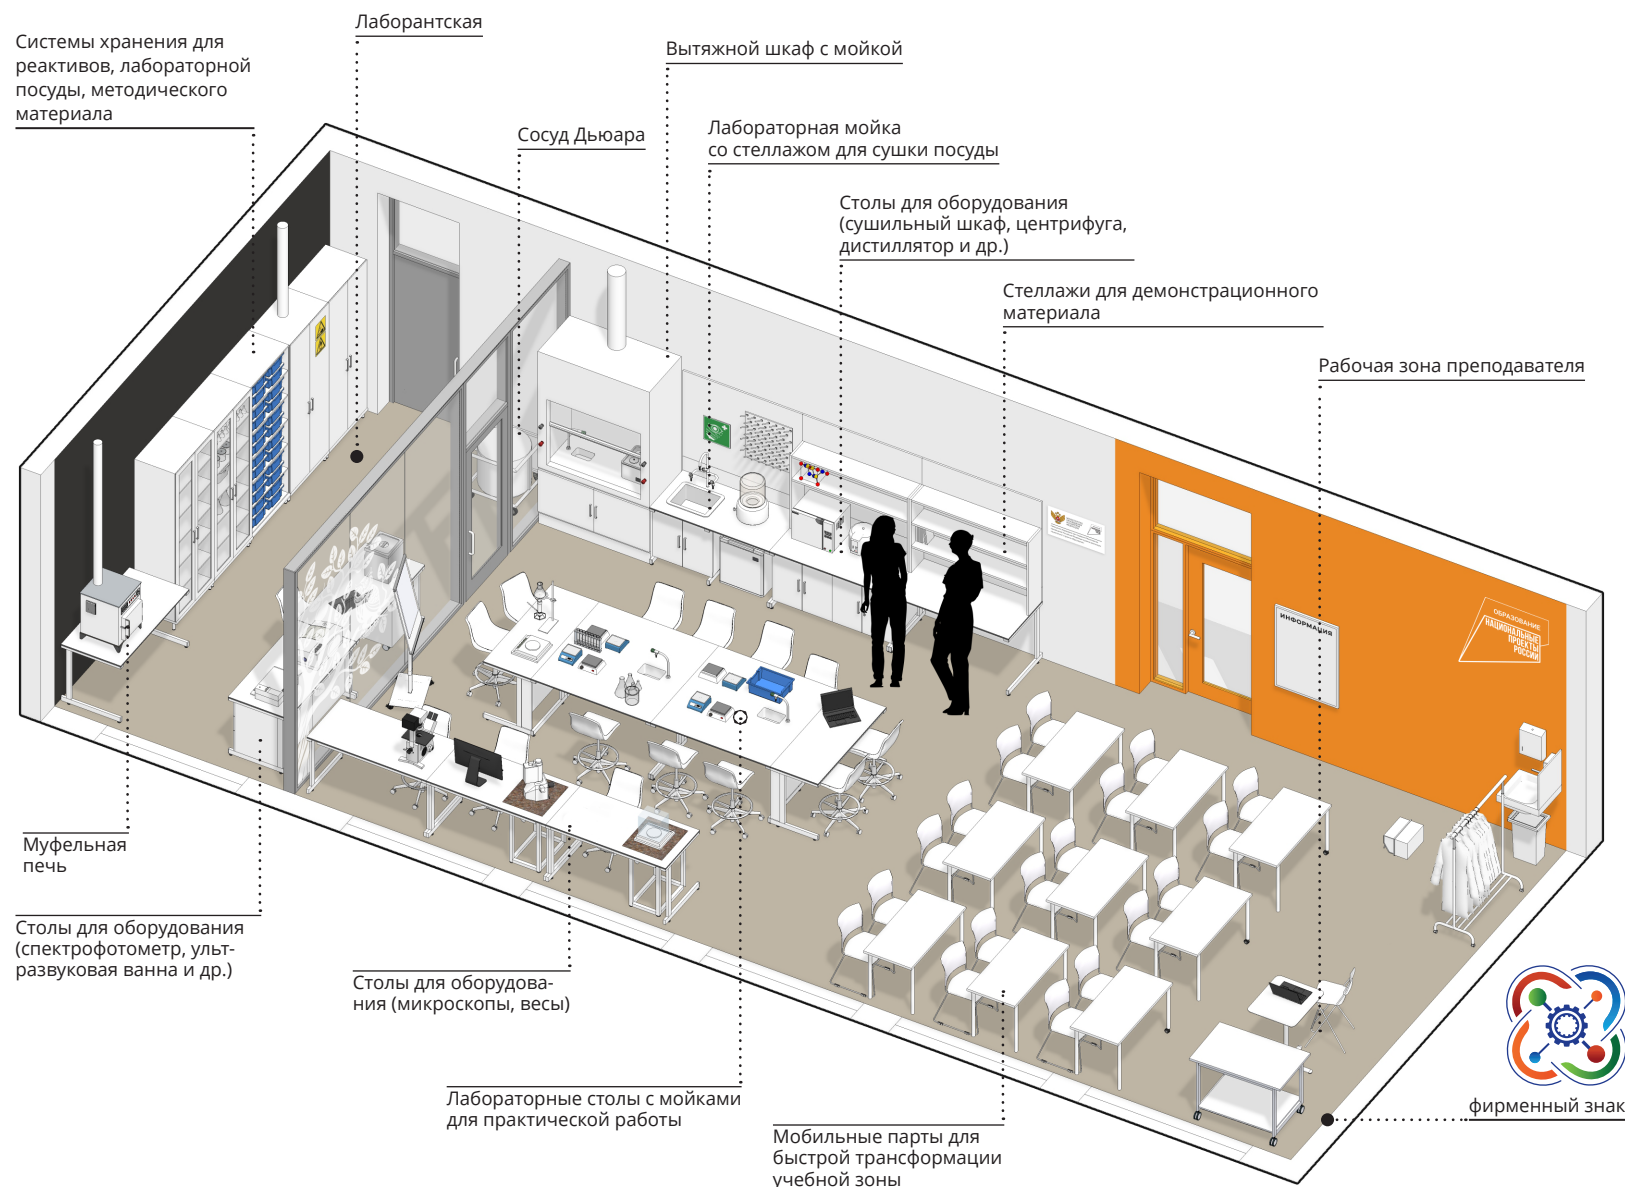 Лаборантская
Системы хранения для
реактивов, лабораторной
посуды, методического
материала
Вытяжной шкаф с мойкой
Сосуд Дьюара
Лабораторная мойка
со стеллажом для сушки посуды
Столы для оборудования
(сушильный шкаф, центрифуга,
дистиллятор и др.)
Стеллажи для демонстрационного
материала
Рабочая зона преподавателя
ИНФОРМАЦИЯ
ОБРАЗОВАНИЕ
НАЦИОНАЛЬНЫЕ
ПРОЕКТЫ
РОССИИ
Муфельная
печь
Столы для оборудования
(спектрофотометр, ульт-
развуковая ванна и др.)
Столы для оборудова-
ния (микроскопы, весы)
Лабораторные столы с мойками
для практической работы
Мобильные парты для
быстрой трансформации
учебной зоны
фирменный знак